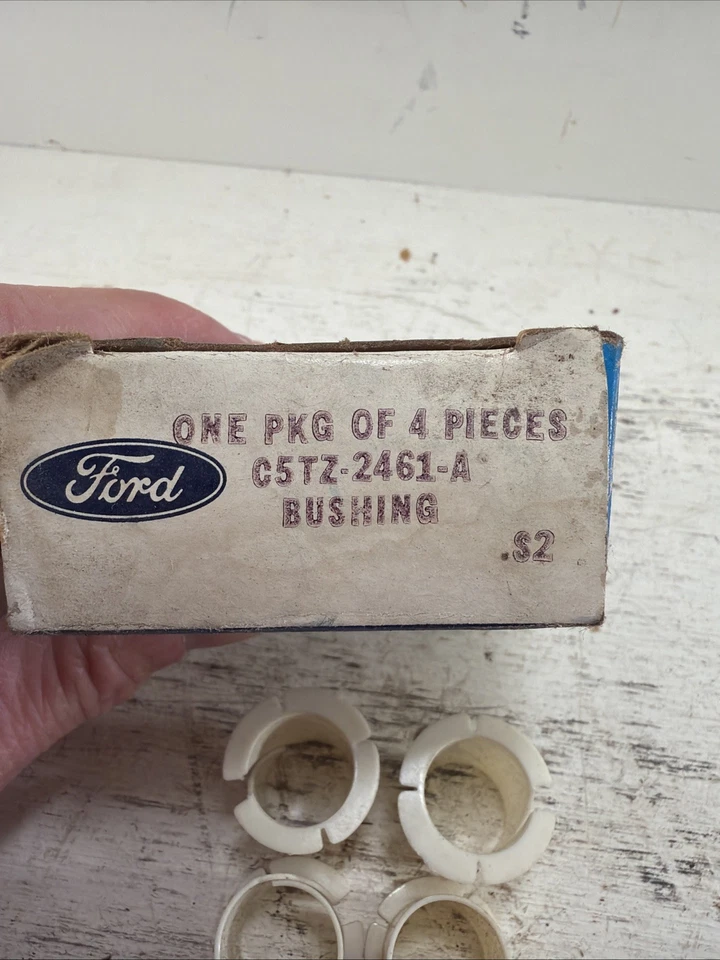 ONE PKG OF 4 PIECES
Ford
C5TZ-2461-A
BUSHING
S2